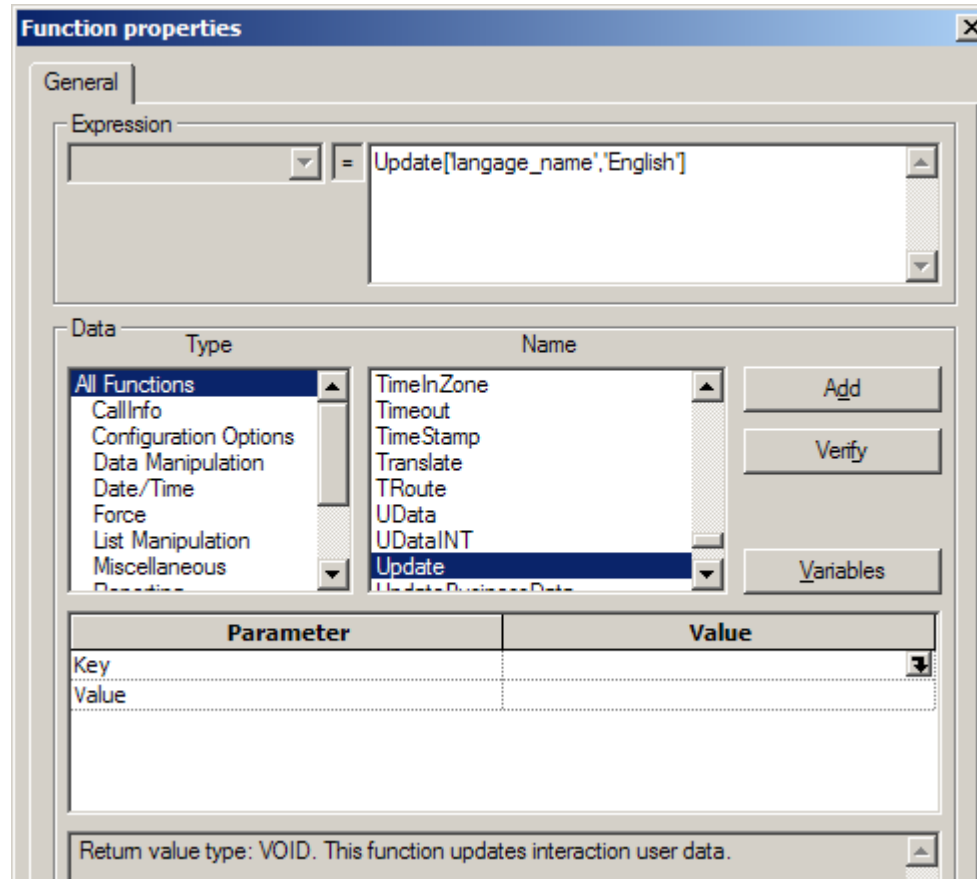 Function properties
General
Expression
= Update['langage_name','English']
Data
Type Name
All Functions TimeInZone Add
CallInfo Timeout
Configuration Options TimeStamp
Data Manipulation Translate Verify
Date/Time TRoute
Force UData
List Manipulation UDataINT
Miscellaneous Update Variables
Reporting UpdateBusinessData
Parameter Value
Key
Value
Return value type: VOID. This function updates interaction user data.